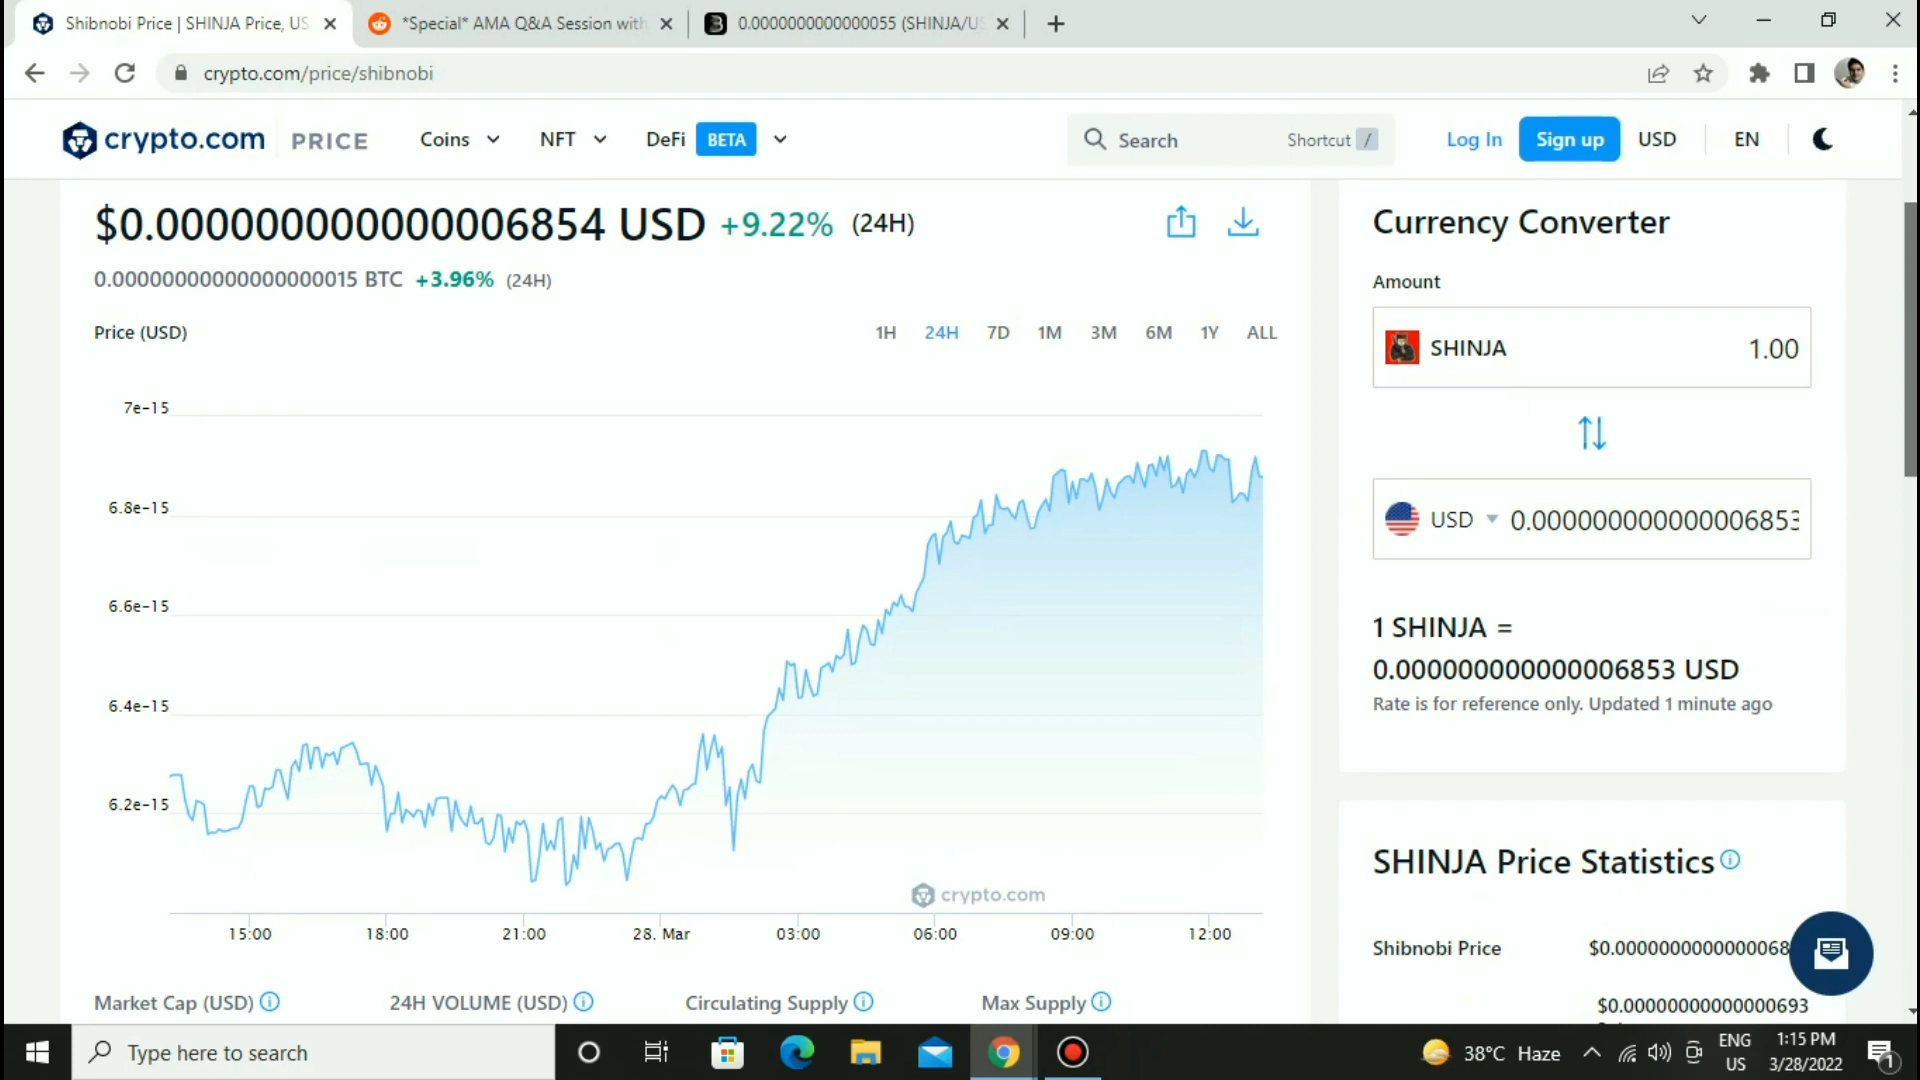 Shibnobi Price | SHINJA Price, US
*Special* AMA Q&A Session with
0.0000000000000055 (SHINJA/US
crypto.com/price/shibnobi
crypto.com PRICE
Coins
NFT
DeFi BETA
Search
Shortcut /
Log In
Sign up
USD
EN
$0.000000000000006854 USD +9.22% (24H)
0.00000000000000000015 BTC +3.96% (24H)
Price (USD)
1H 24H 7D 1M 3M 6M 1Y ALL
7e-15
6.8e-15
6.6e-15
6.4e-15
6.2e-15
crypto.com
15:00 18:00 21:00 28. Mar 03:00 06:00 09:00 12:00
Market Cap (USD)
24H VOLUME (USD)
Circulating Supply
Max Supply
Currency Converter
Amount
SHINJA 1.00
USD 0.000000000000006853
1 SHINJA =
0.000000000000006853 USD
Rate is for reference only. Updated 1 minute ago
SHINJA Price Statistics
Shibnobi Price $0.0000000000000068
$0.00000000000000693
Type here to search
38°C Haze
ENG
US
1:15 PM
3/28/2022
1